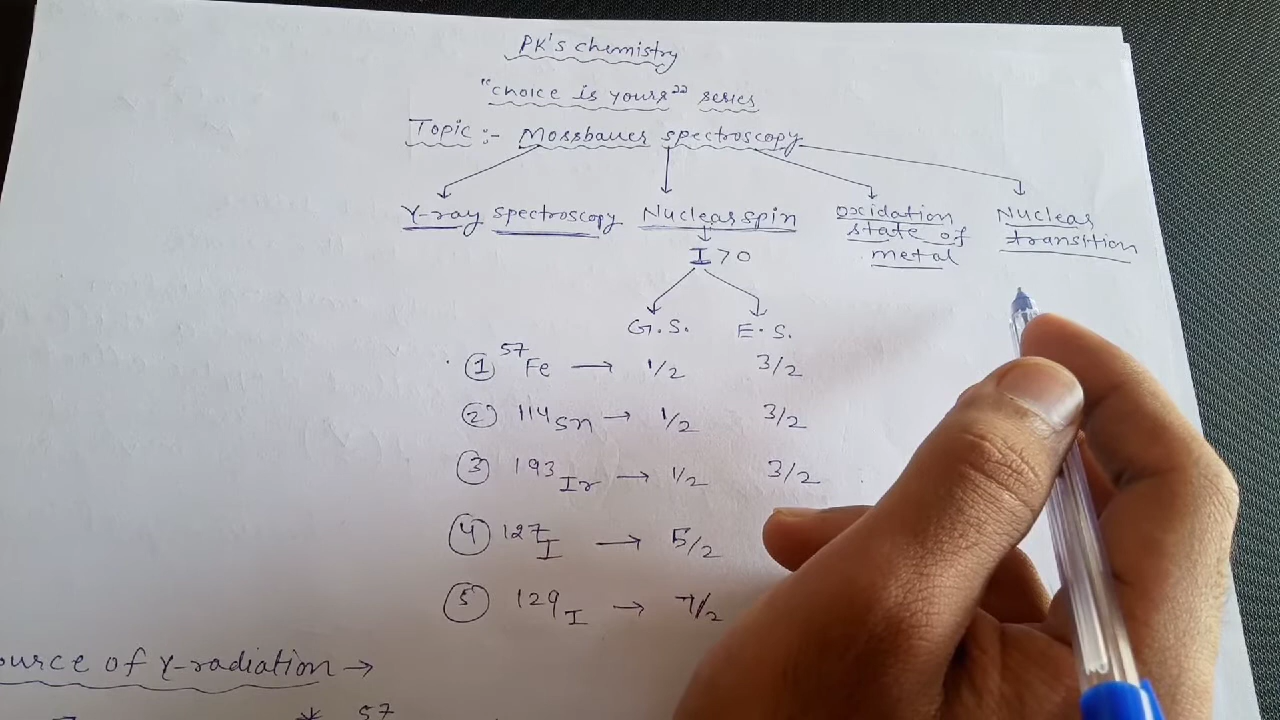 PK's chemistry
"choice is yours" series
Topic :- Mossbauer spectroscopy
γ-ray spectroscopy Nuclear spin oxidation state of metal Nuclear transition
I > 0
G.S. E.S.
① 57Fe → 1/2 3/2
② 114Sn → 1/2 3/2
③ 193Ir → 1/2 3/2
④ 127I → 5/2
⑤ 129I → 7/2
ource of γ-radiation →
* 57